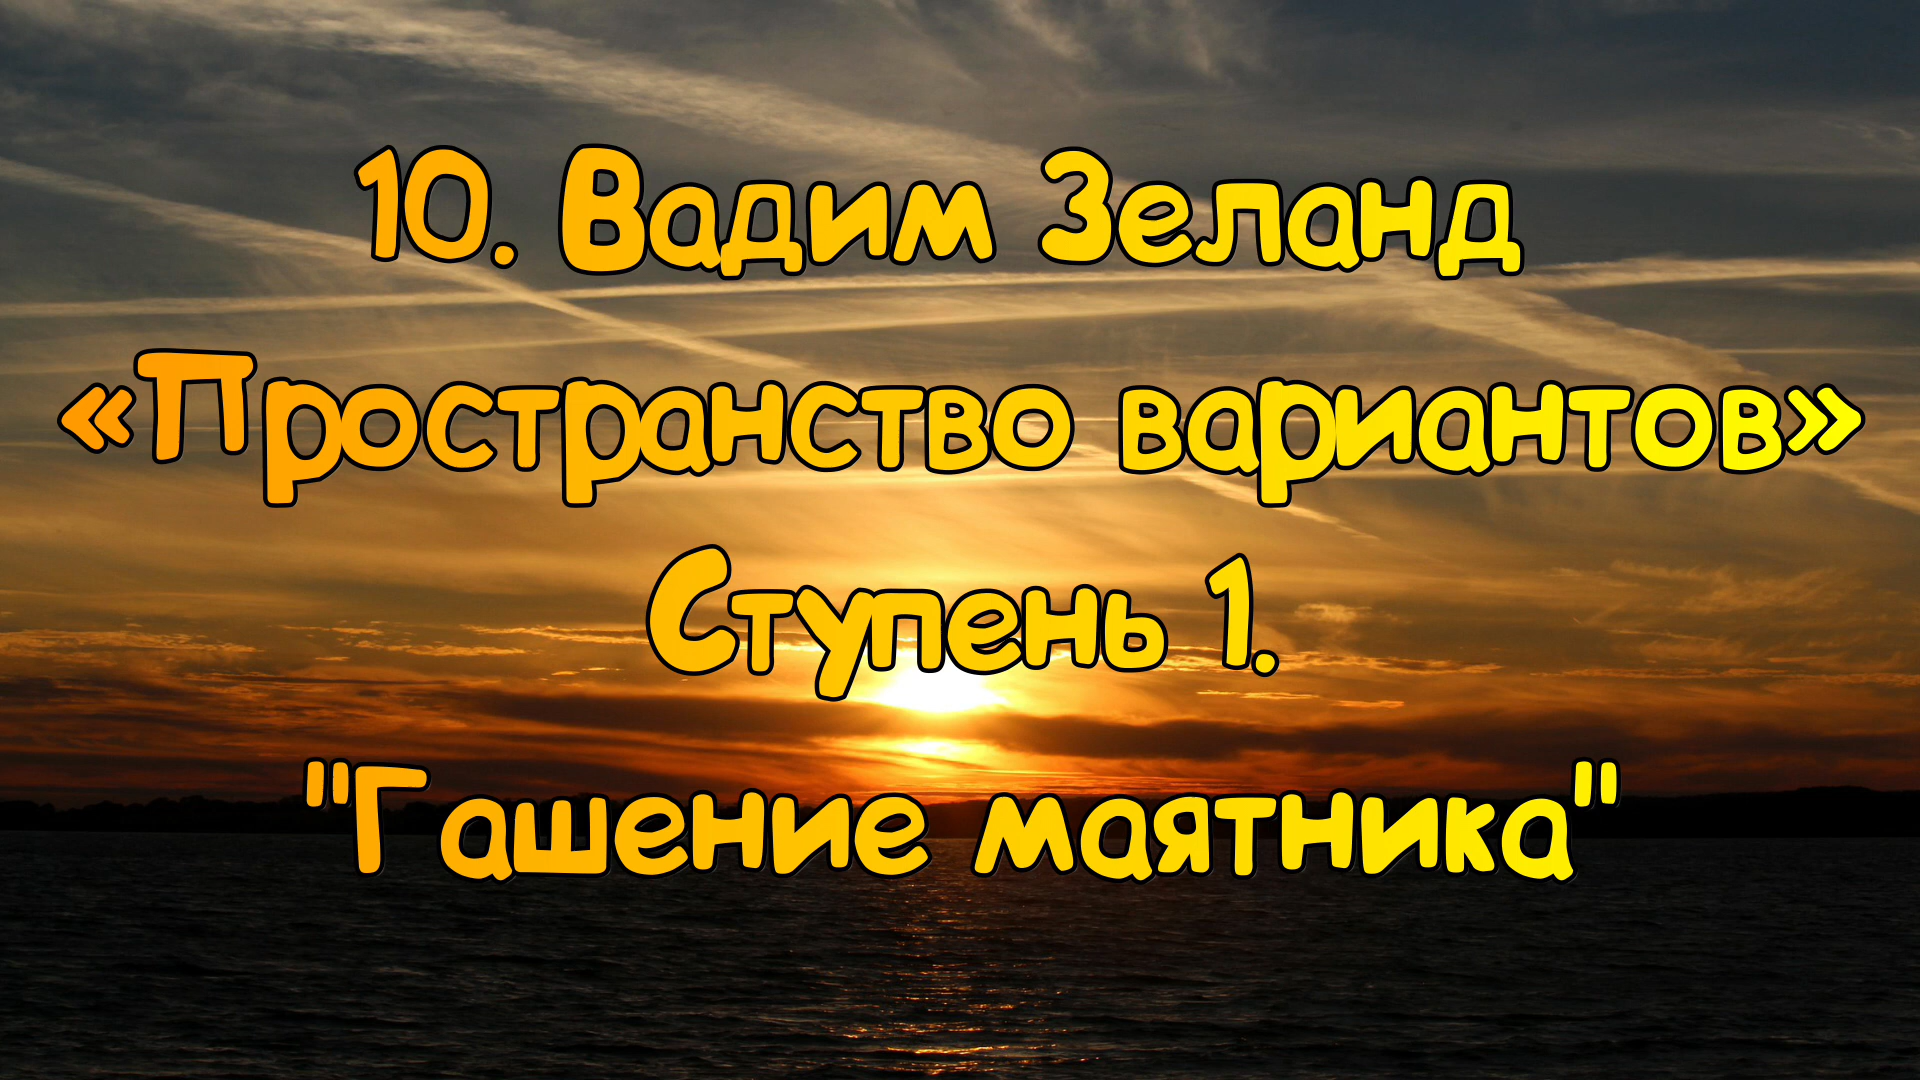 10. Вадим Зеланд
«Пространство вариантов»
Ступень 1.
"Гашение маятника"